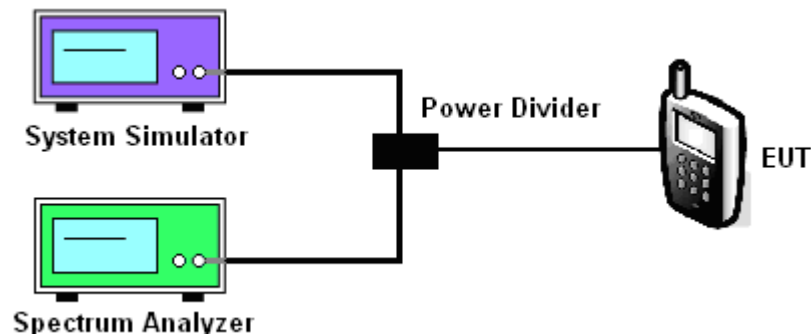 System Simulator
Power Divider
EUT
Spectrum Analyzer